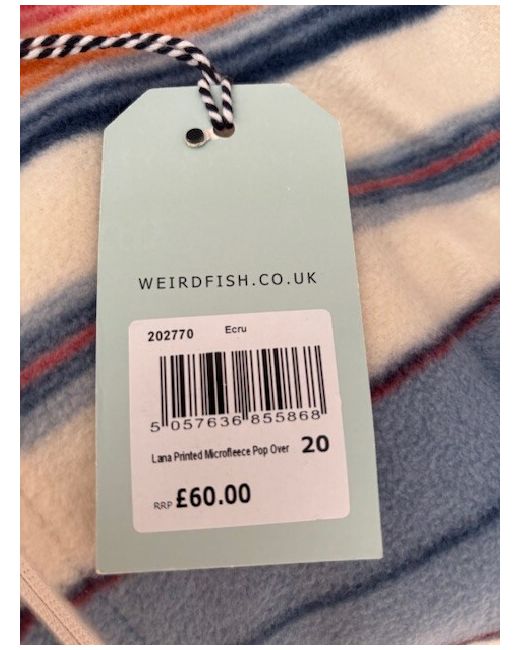 WEIRDFISH.CO.UK
202770 Ecru
5 057636 855868
Lana Printed Microfleece Pop Over 20
RRP £60.00